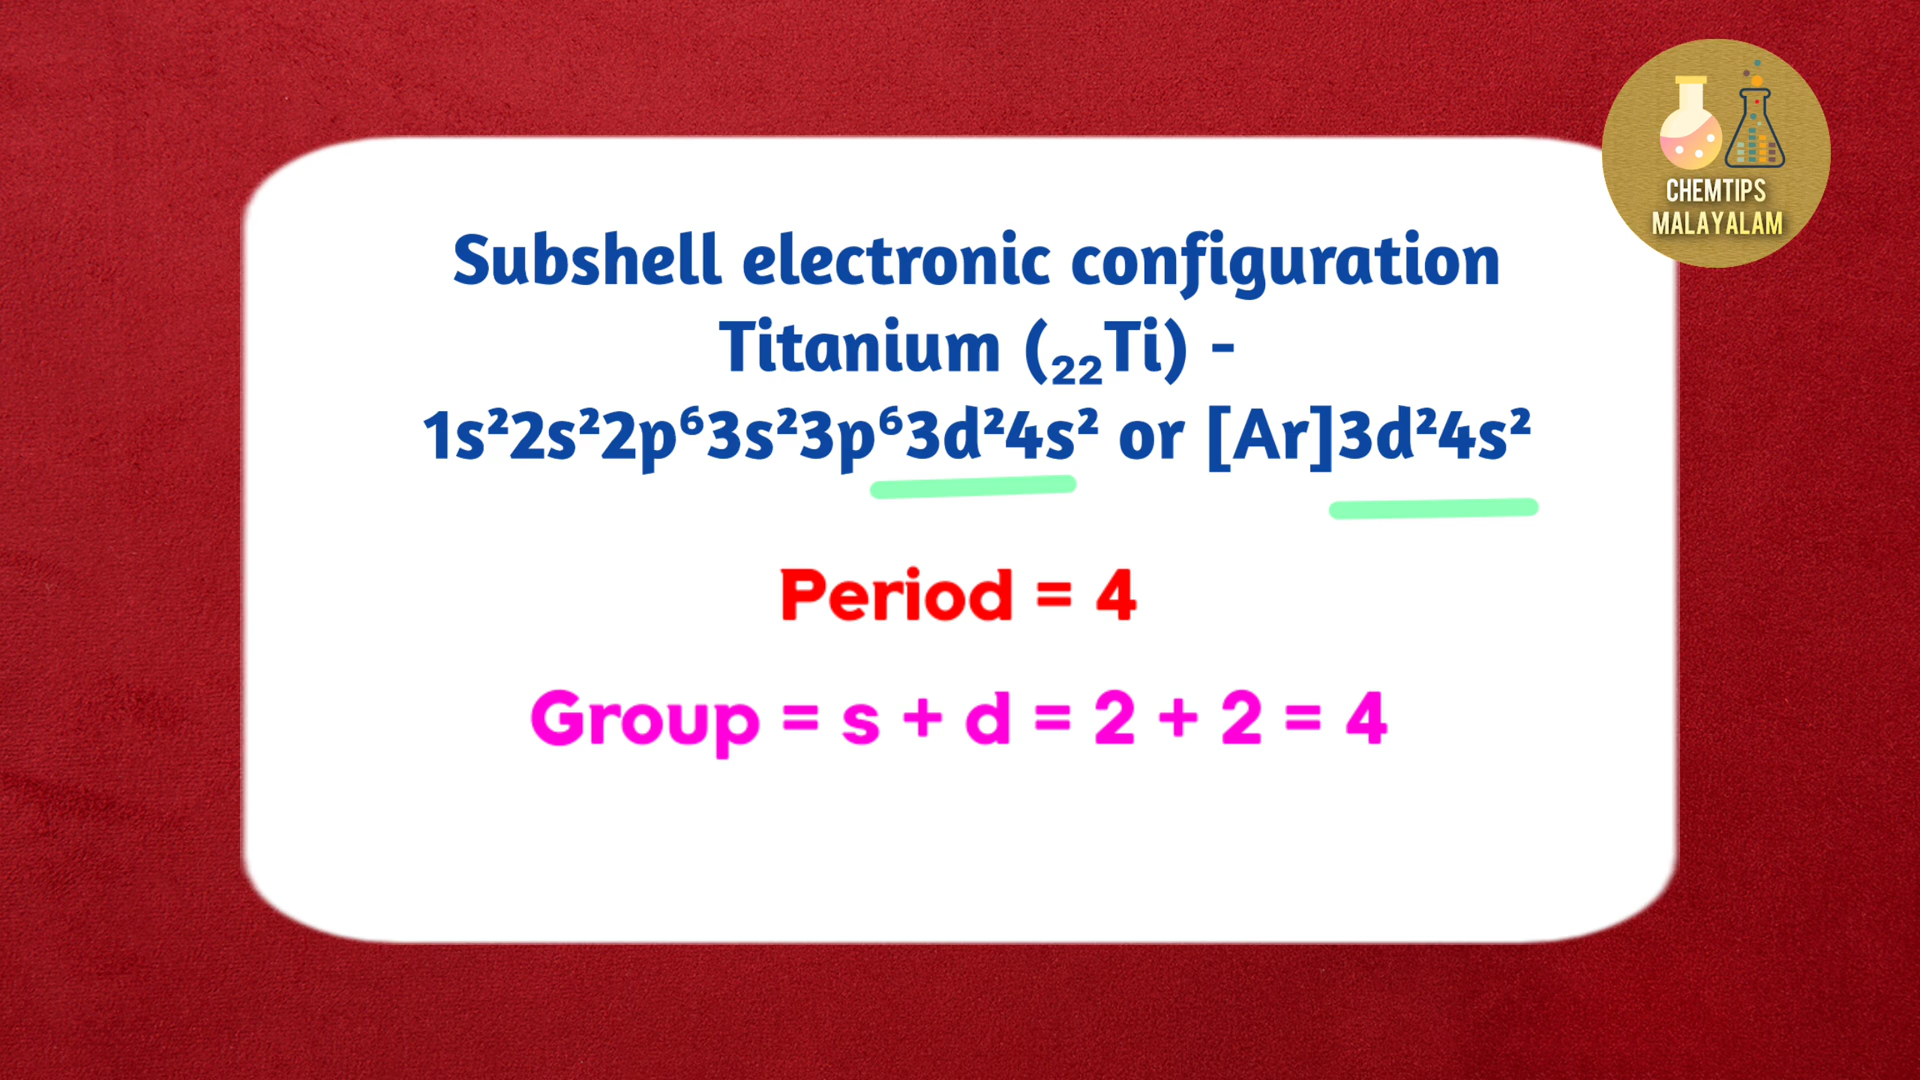 CHEMTIPS
MALAYALAM
Subshell electronic configuration
Titanium (₂₂Ti) -
1s²2s²2p⁶3s²3p⁶3d²4s² or [Ar]3d²4s²
Period = 4
Group = s + d = 2 + 2 = 4